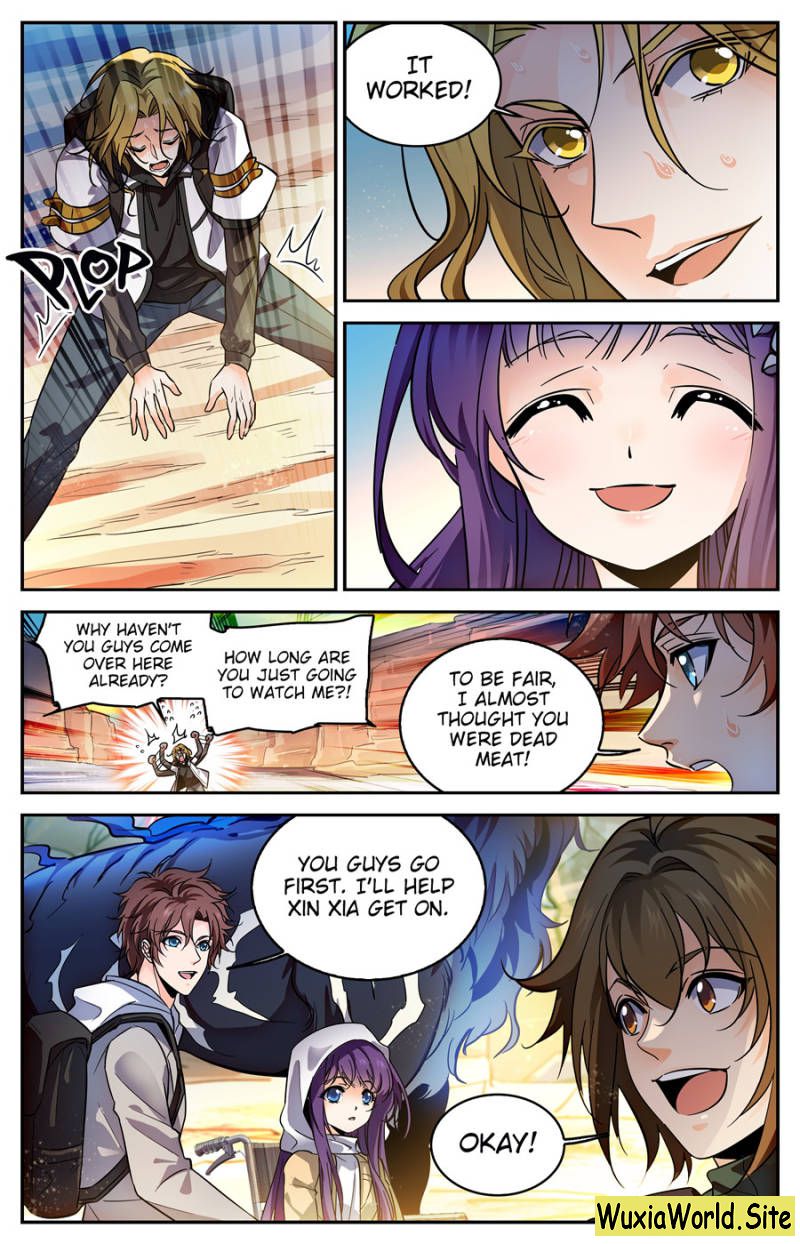 PLOP
IT
WORKED!
WHY HAVEN'T
YOU GUYS COME
OVER HERE
ALREADY?
HOW LONG ARE
YOU JUST GOING
TO WATCH ME?!
TO BE FAIR,
I ALMOST
THOUGHT YOU
WERE DEAD
MEAT!
YOU GUYS GO
FIRST. I'LL HELP
XIN XIA GET ON.
OKAY!
WuxiaWorld.Site